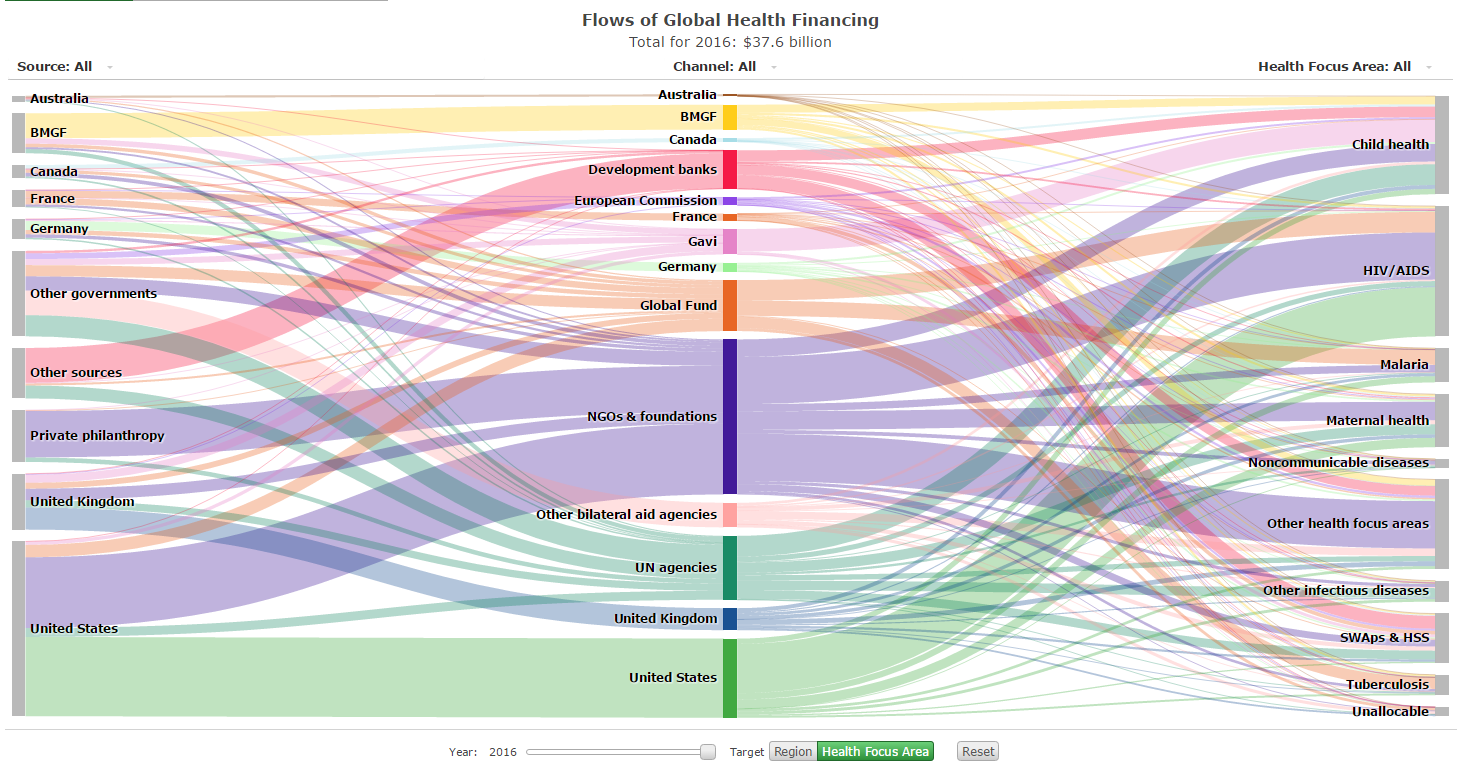 Flows of Global Health Financing
Total for 2016: $37.6 billion
Source: All
Channel: All
Health Focus Area: All
Australia
BMGF
Canada
France
Germany
Other governments
Other sources
Private philanthropy
United Kingdom
United States
Australia
BMGF
Canada
Development banks
European Commission
France
Gavi
Germany
Global Fund
NGOs & foundations
Other bilateral aid agencies
UN agencies
United Kingdom
United States
Child health
HIV/AIDS
Malaria
Maternal health
Noncommunicable diseases
Other health focus areas
Other infectious diseases
SWAps & HSS
Tuberculosis
Unallocable
Year: 2016 Target Region Health Focus Area Reset